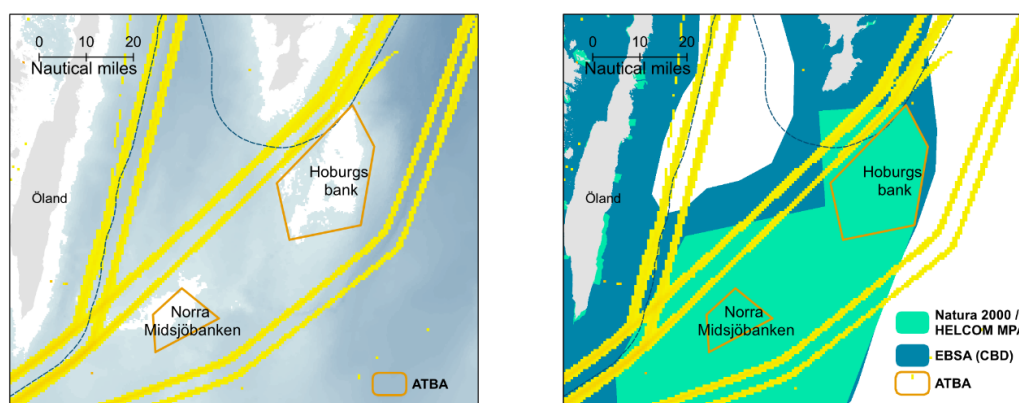 0 10 20
Nautical miles
Öland
Hoburgs
bank
Norra
Midsjöbanken
ATBA
0 10 20
Nautical miles
Öland
Hoburgs
bank
Norra
Midsjöbanken
Natura 2000 /
HELCOM MPA
EBSA (CBD)
ATBA